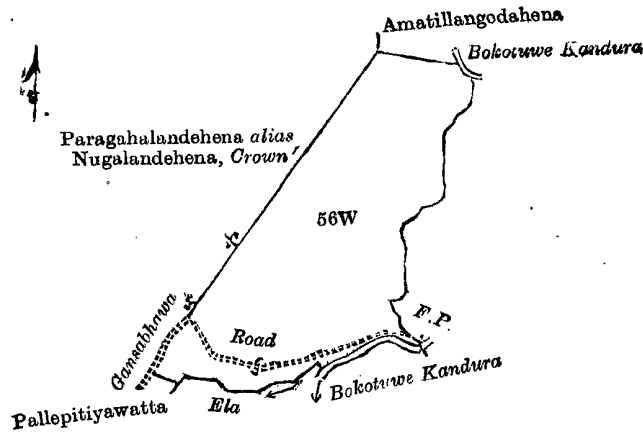 Amatillangodahena
Bokotuwe Kandura
Paragahalandehena alias
Nugalandehena, Crown
56W
Gansabhawa
Road
F.P.
Bokotuwe Kandura
Ela
Pallepitiyawatta